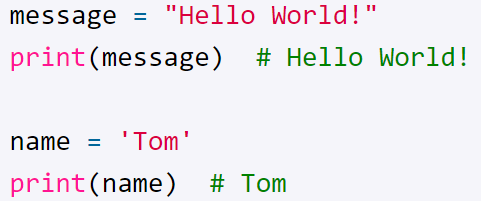 message = "Hello World!"
print(message)  # Hello World!
name = 'Tom'
print(name)  # Tom